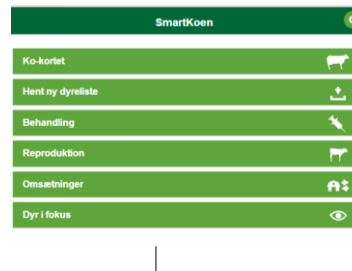 SmartKoen
Ko-kortet
Hent ny dyreliste
Behandling
Reproduktion
Omsætninger
Dyr i fokus